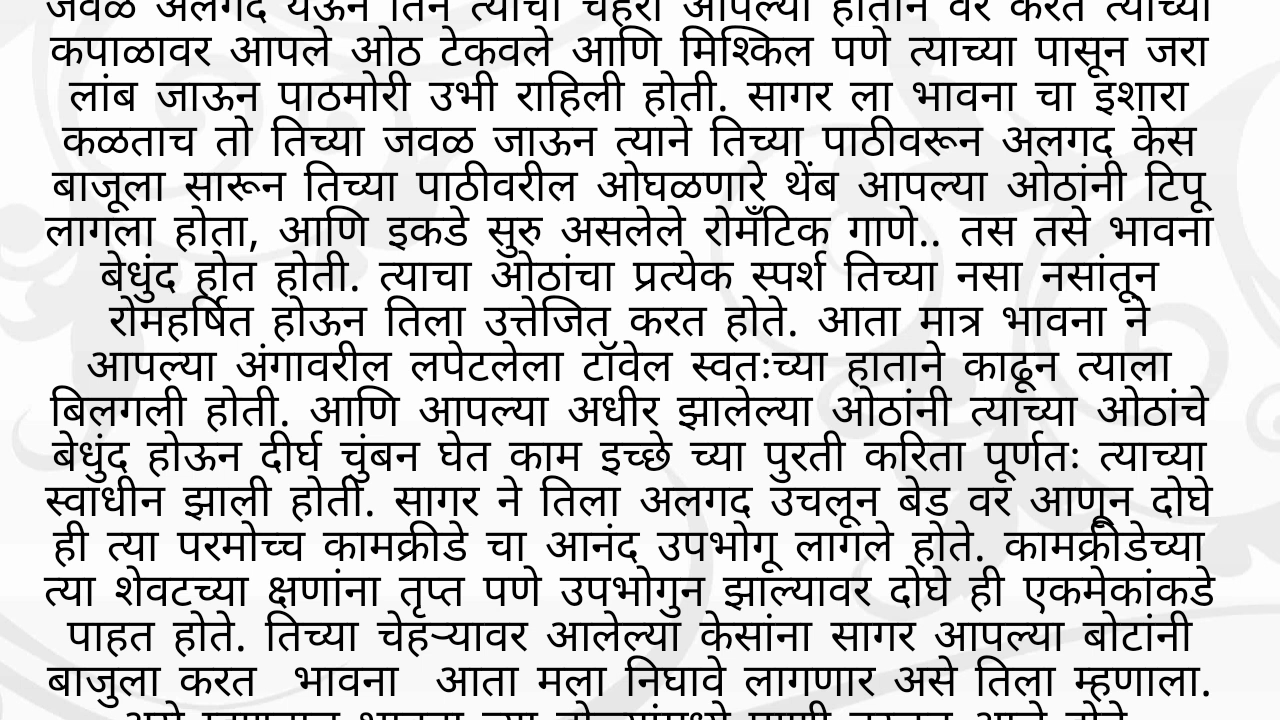 जवळ अलगद येऊन तिने त्याचा चेहरा आपल्या हाताने वर करत त्याच्या
कपाळावर आपले ओठ टेकवले आणि मिश्किल पणे त्याच्या पासून जरा
लांब जाऊन पाठमोरी उभी राहिली होती. सागर ला भावना चा इशारा
कळताच तो तिच्या जवळ जाऊन त्याने तिच्या पाठीवरून अलगद केस
बाजूला सारून तिच्या पाठीवरील ओघळणारे थेंब आपल्या ओठांनी टिपू
लागला होता, आणि इकडे सुरु असलेले रोमँटिक गाणे.. तस तसे भावना
बेधुंद होत होती. त्याचा ओठांचा प्रत्येक स्पर्श तिच्या नसा नसांतून
रोमहर्षित होऊन तिला उत्तेजित करत होते. आता मात्र भावना ने
आपल्या अंगावरील लपेटलेला टॉवेल स्वतःच्या हाताने काढून त्याला
बिलगली होती. आणि आपल्या अधीर झालेल्या ओठांनी त्याच्या ओठांचे
बेधुंद होऊन दीर्घ चुंबन घेत काम इच्छे च्या पुरती करिता पूर्णतः त्याच्या
स्वाधीन झाली होती. सागर ने तिला अलगद उचलून बेड वर आणून दोघे
ही त्या परमोच्च कामक्रीडे चा आनंद उपभोगू लागले होते. कामक्रीडेच्या
त्या शेवटच्या क्षणांना तृप्त पणे उपभोगुन झाल्यावर दोघे ही एकमेकांकडे
पाहत होते. तिच्या चेहऱ्यावर आलेल्या केसांना सागर आपल्या बोटांनी
बाजुला करत भावना आता मला निघावे लागणार असे तिला म्हणाला.